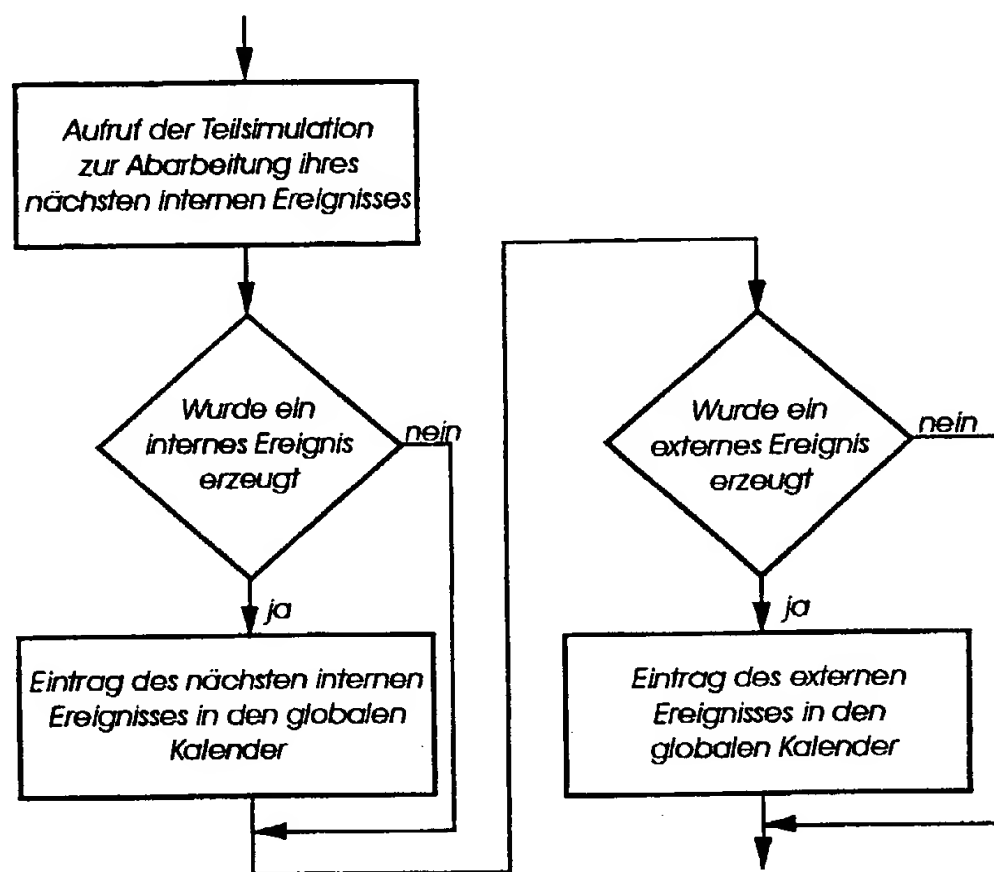 Aufruf der Teilsimulation
zur Abarbeitung ihres
nächsten internen Ereignisses
Wurde ein
internes Ereignis
erzeugt
nein
ja
Eintrag des nächsten internen
Ereignisses in den globalen
Kalender
Wurde ein
externes Ereignis
erzeugt
nein
ja
Eintrag des externen
Ereignisses in den
globalen Kalender